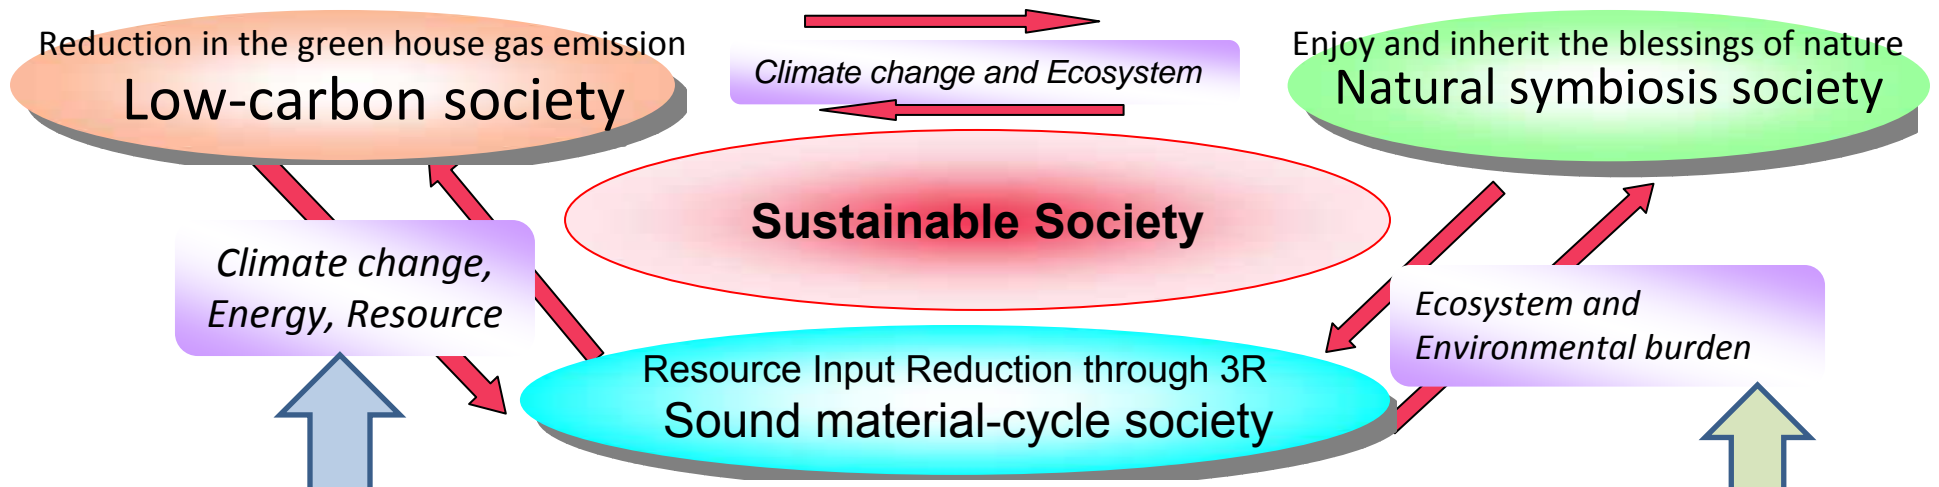 Reduction in the green house gas emission
Low-carbon society
Climate change and Ecosystem
Enjoy and inherit the blessings of nature
Natural symbiosis society
Sustainable Society
Climate change,
Energy, Resource
Ecosystem and
Environmental burden
Resource Input Reduction through 3R
Sound material-cycle society